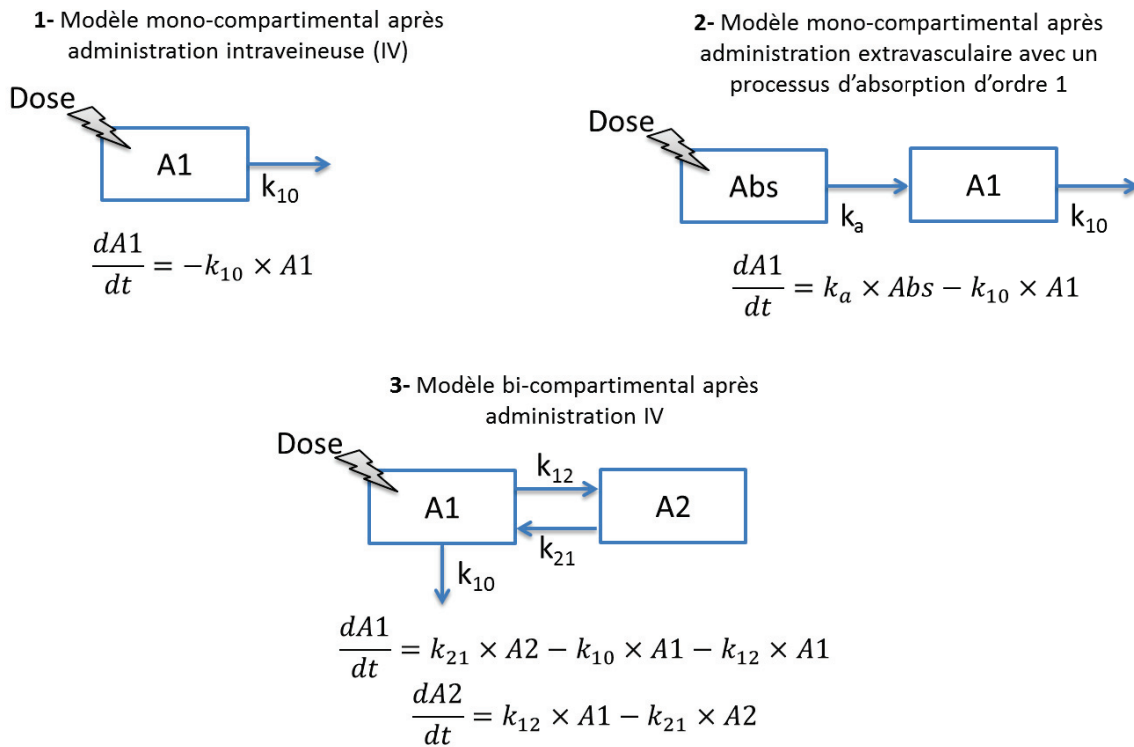 1- Modèle mono-compartimental après
administration intraveineuse (IV)
Dose
A1
k₁₀
dA1/dt = −k₁₀ × A1
2- Modèle mono-compartimental après
administration extravasculaire avec un
processus d’absorption d’ordre 1
Dose
Abs
kₐ
A1
k₁₀
dA1/dt = kₐ × Abs − k₁₀ × A1
3- Modèle bi-compartimental après
administration IV
Dose
A1
k₁₂
A2
k₂₁
k₁₀
dA1/dt = k₂₁ × A2 − k₁₀ × A1 − k₁₂ × A1
dA2/dt = k₁₂ × A1 − k₂₁ × A2